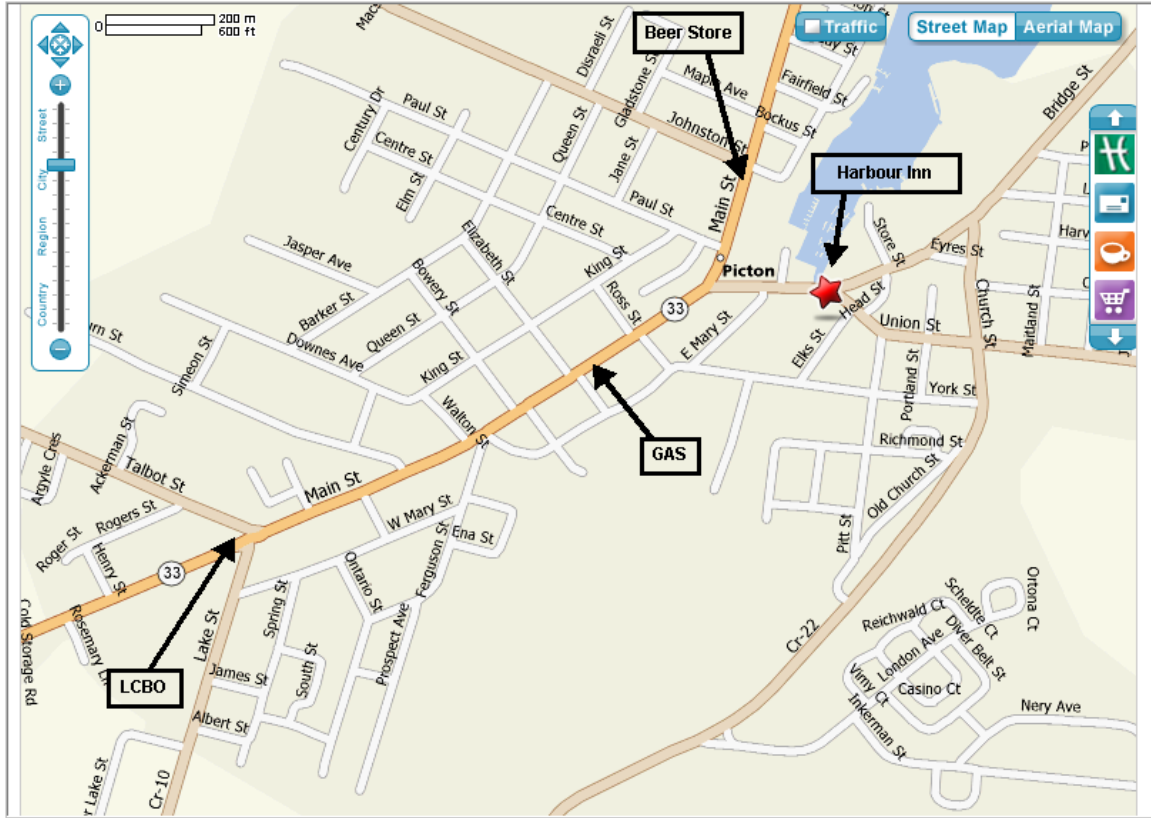 0
200 m
600 ft
Street
City
Region
Country
Traffic
Street Map
Aerial Map
Beer Store
Harbour Inn
GAS
LCBO
Picton
33
33
Disraeli St
Gladstone St
Maple Ave
Fairfield St
Bockus St
Johnston St
Bridge St
Century Dr
Paul St
Queen St
Jane St
Main St
Centre St
Elm St
Paul St
Centre St
Store St
Eyres St
Jasper Ave
Elizabeth St
King St
Bowery St
Ross St
Head St
Church St
Maitland St
Barker St
Queen St
Downes Ave
King St
E Mary St
Elks St
Union St
Portland St
York St
Simeon St
Walton St
Richmond St
Ackerman St
Argyle Cres
Talbot St
Main St
Old Church St
Pitt St
Rogers St
Roger St
Henry St
W Mary St
Ena St
Ferguson St
Ontario St
Spring St
Lake St
Rosemary Ln
Cold Storage Rd
Prospect Ave
South St
James St
Albert St
Cr-10
Cr-22
Ortona Ct
Scheldte Ct
Reichwald Ct
Diver Belt St
London Ave
Vimy Ct
Casino Ct
Inkerman St
Nery Ave